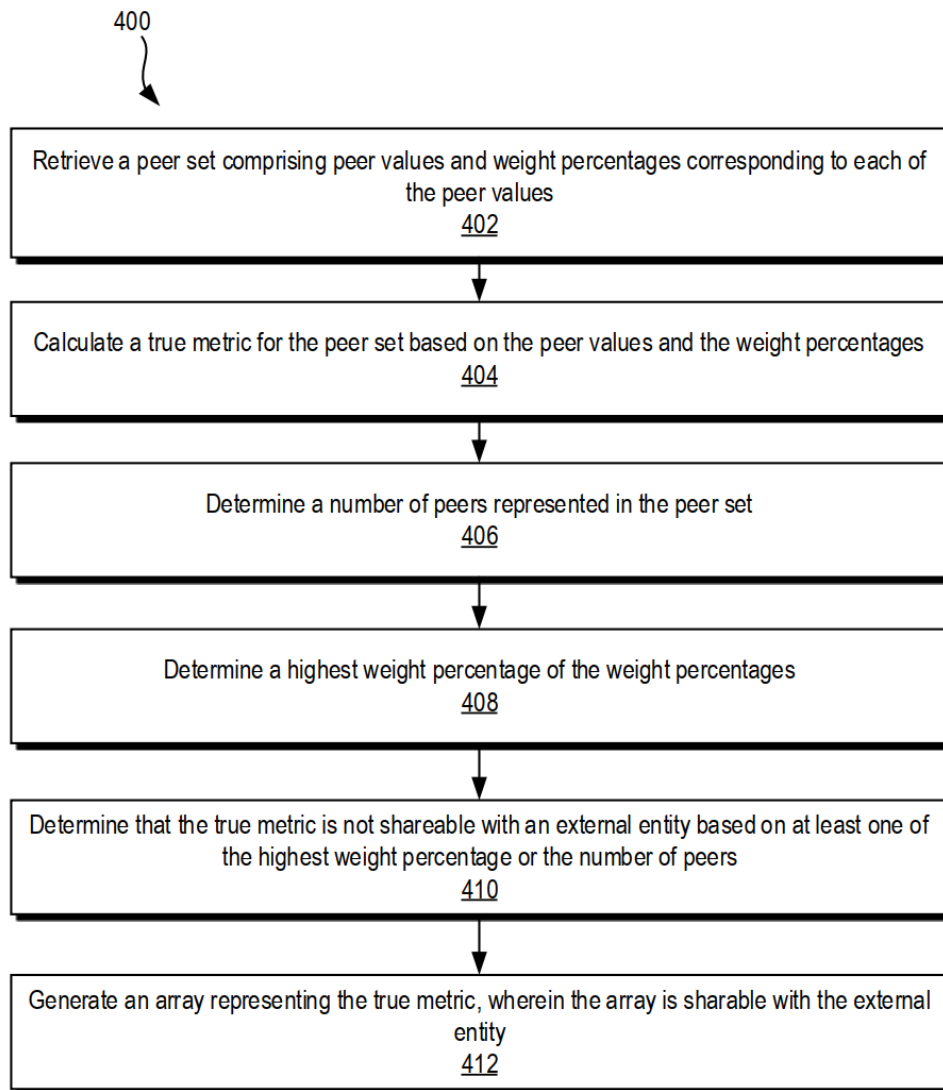 400
Retrieve a peer set comprising peer values and weight percentages corresponding to each of
the peer values
402
Calculate a true metric for the peer set based on the peer values and the weight percentages
404
Determine a number of peers represented in the peer set
406
Determine a highest weight percentage of the weight percentages
408
Determine that the true metric is not shareable with an external entity based on at least one of
the highest weight percentage or the number of peers
410
Generate an array representing the true metric, wherein the array is sharable with the external
entity
412